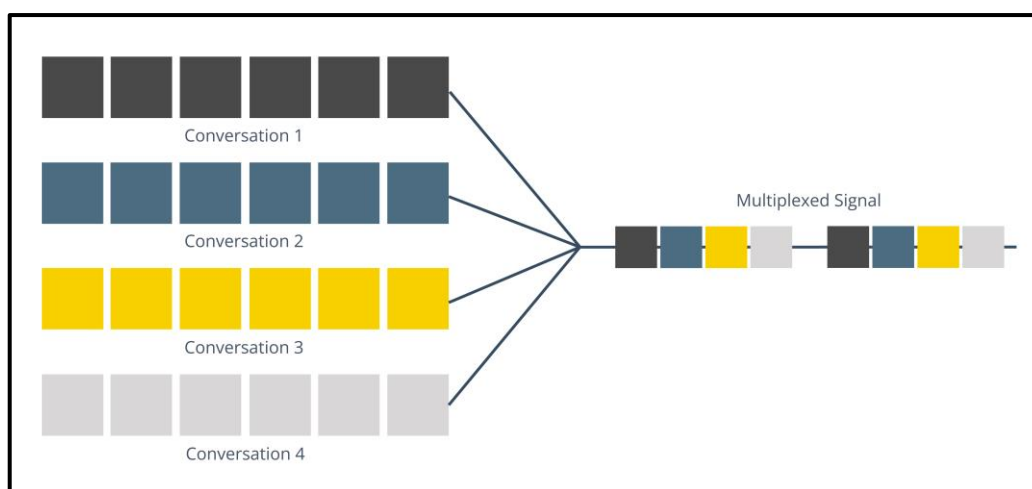 Conversation 1
Conversation 2
Multiplexed Signal
Conversation 3
Conversation 4